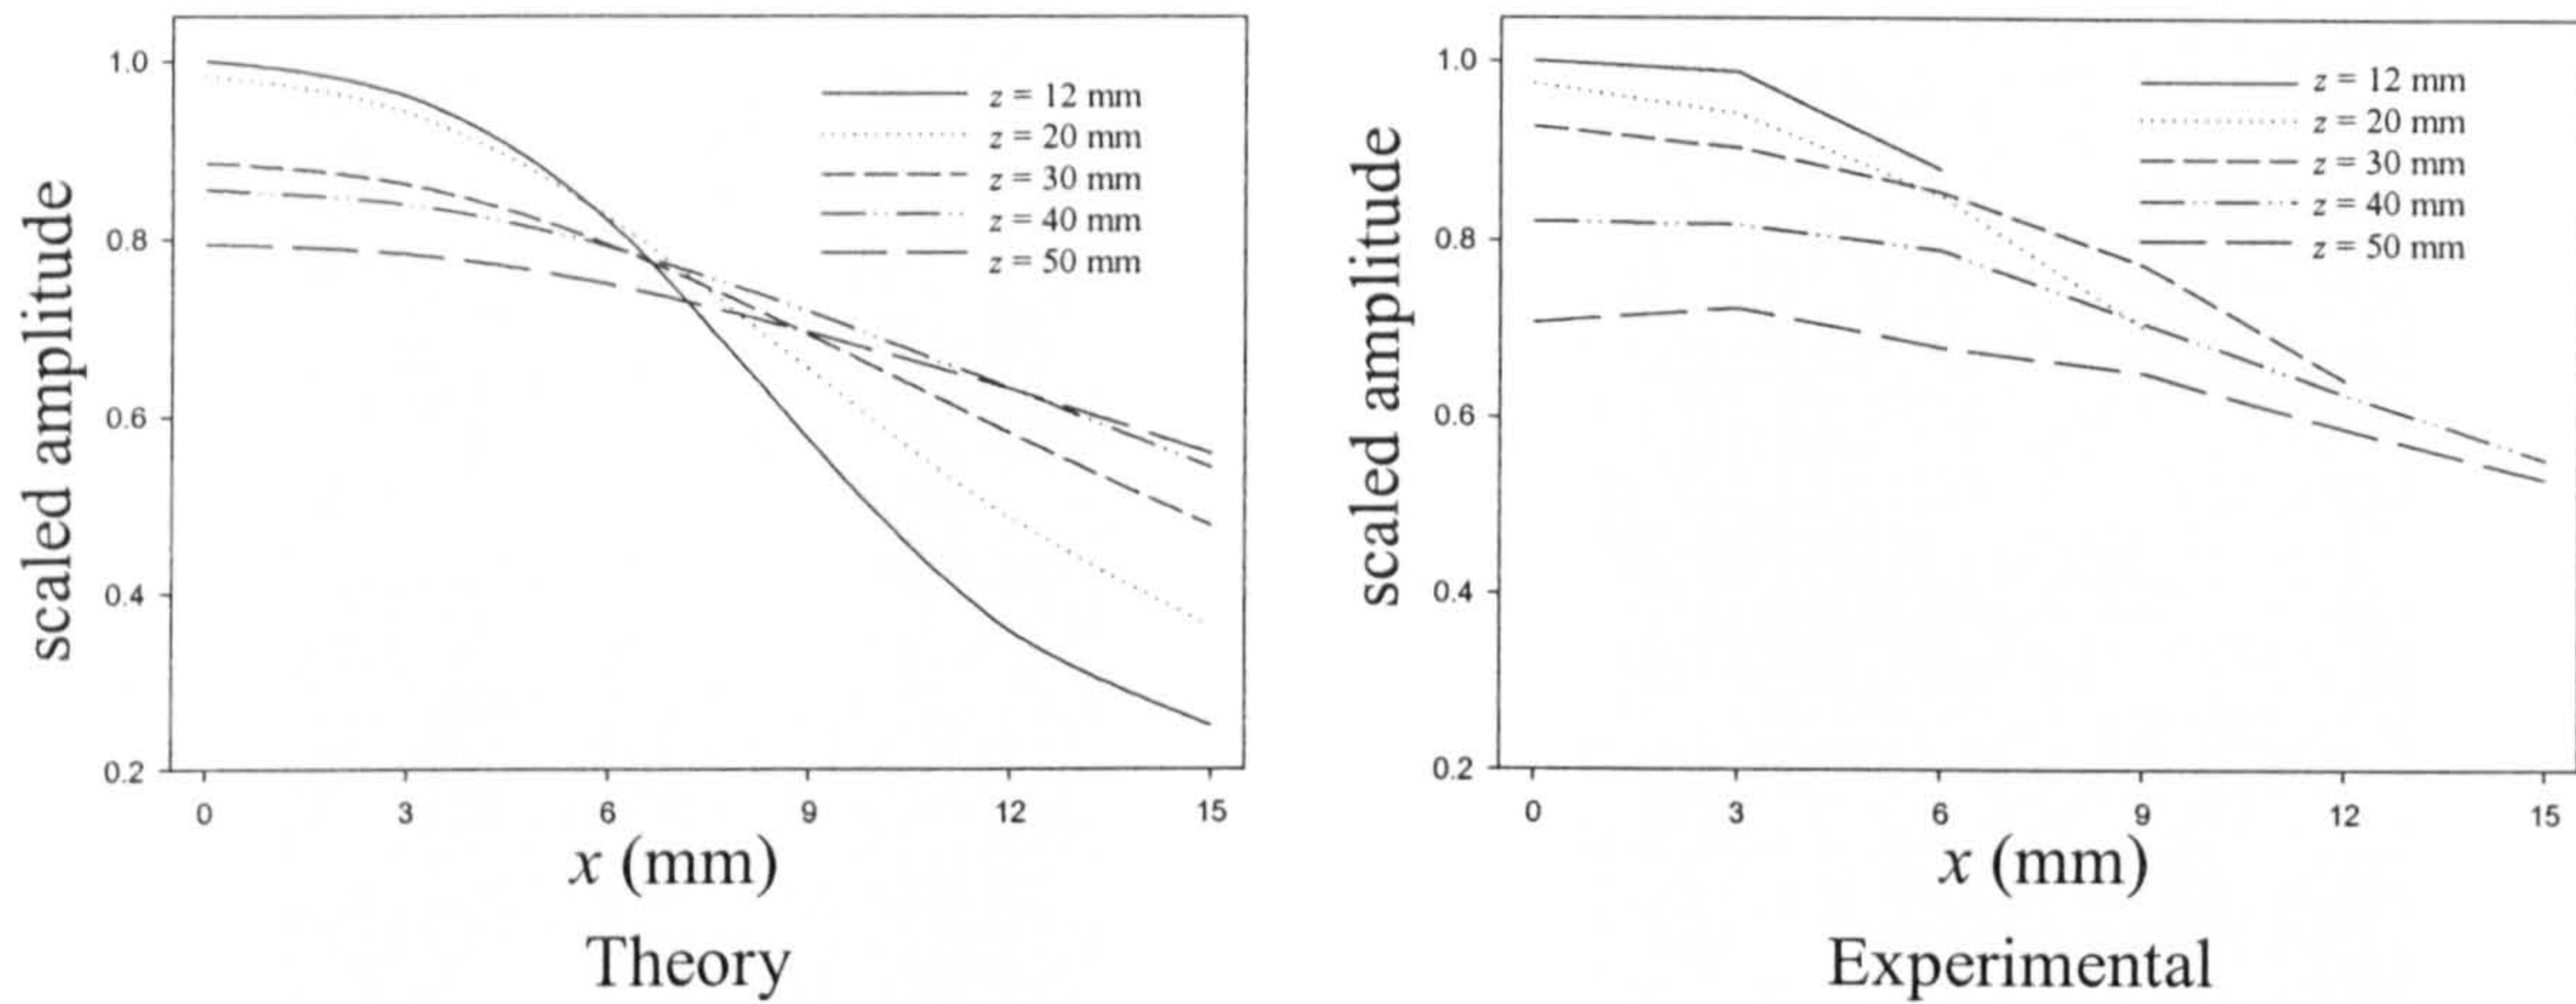 scaled amplitude
1.0
0.8
0.6
0.4
0.2
0
3
6
9
12
15
z = 12 mm
z = 20 mm
z = 30 mm
z = 40 mm
z = 50 mm
x (mm)
Theory
scaled amplitude
1.0
0.8
0.6
0.4
0.2
0
3
6
9
12
15
z = 12 mm
z = 20 mm
z = 30 mm
z = 40 mm
z = 50 mm
x (mm)
Experimental